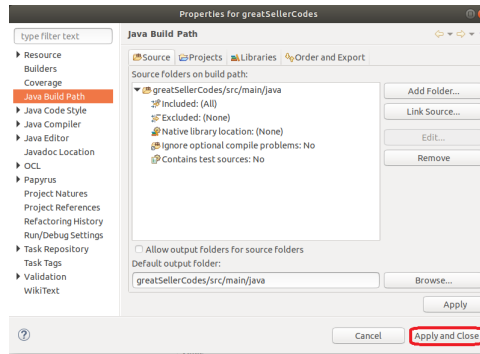 Properties for greatSellerCodes
type filter text
Java Build Path
Resource
Builders
Coverage
Java Build Path
Java Code Style
Java Compiler
Java Editor
Javadoc Location
OCL
Papyrus
Project Natures
Project References
Refactoring History
Run/Debug Settings
Task Repository
Task Tags
Validation
WikiText
Source Projects Libraries Order and Export
Source folders on build path:
greatSellerCodes/src/main/java
Included: (All)
Excluded: (None)
Native library location: (None)
Ignore optional compile problems: No
Contains test sources: No
Add Folder...
Link Source...
Edit...
Remove
Allow output folders for source folders
Default output folder:
greatSellerCodes/src/main/java
Browse...
Apply
? Cancel Apply and Close